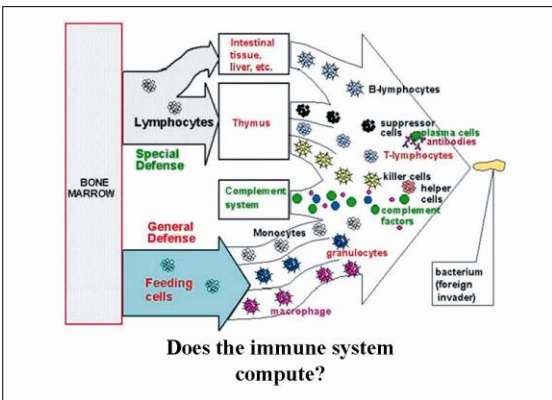 BONE
MARROW
Lymphocytes
Special
Defense
General
Defense
Feeding
cells
Intestinal
tissue,
liver, etc.
Thymus
Complement
system
Monocytes
granulocytes
macrophage
B-lymphocytes
suppressor
cells
plasma cells
antibodies
T-lymphocytes
killer cells
helper
cells
complement
factors
bacterium
(foreign
invader)
Does the immune system
compute?